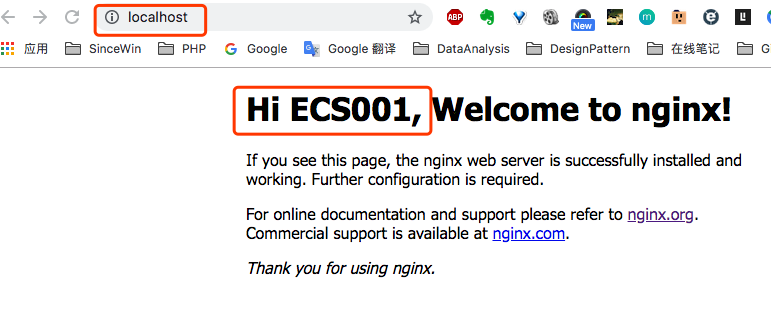 localhost
ABP
New
应用 SinceWin PHP Google Google 翻译 DataAnalysis DesignPattern 在线笔记
Hi ECS001, Welcome to nginx!
If you see this page, the nginx web server is successfully installed and
working. Further configuration is required.
For online documentation and support please refer to nginx.org.
Commercial support is available at nginx.com.
Thank you for using nginx.